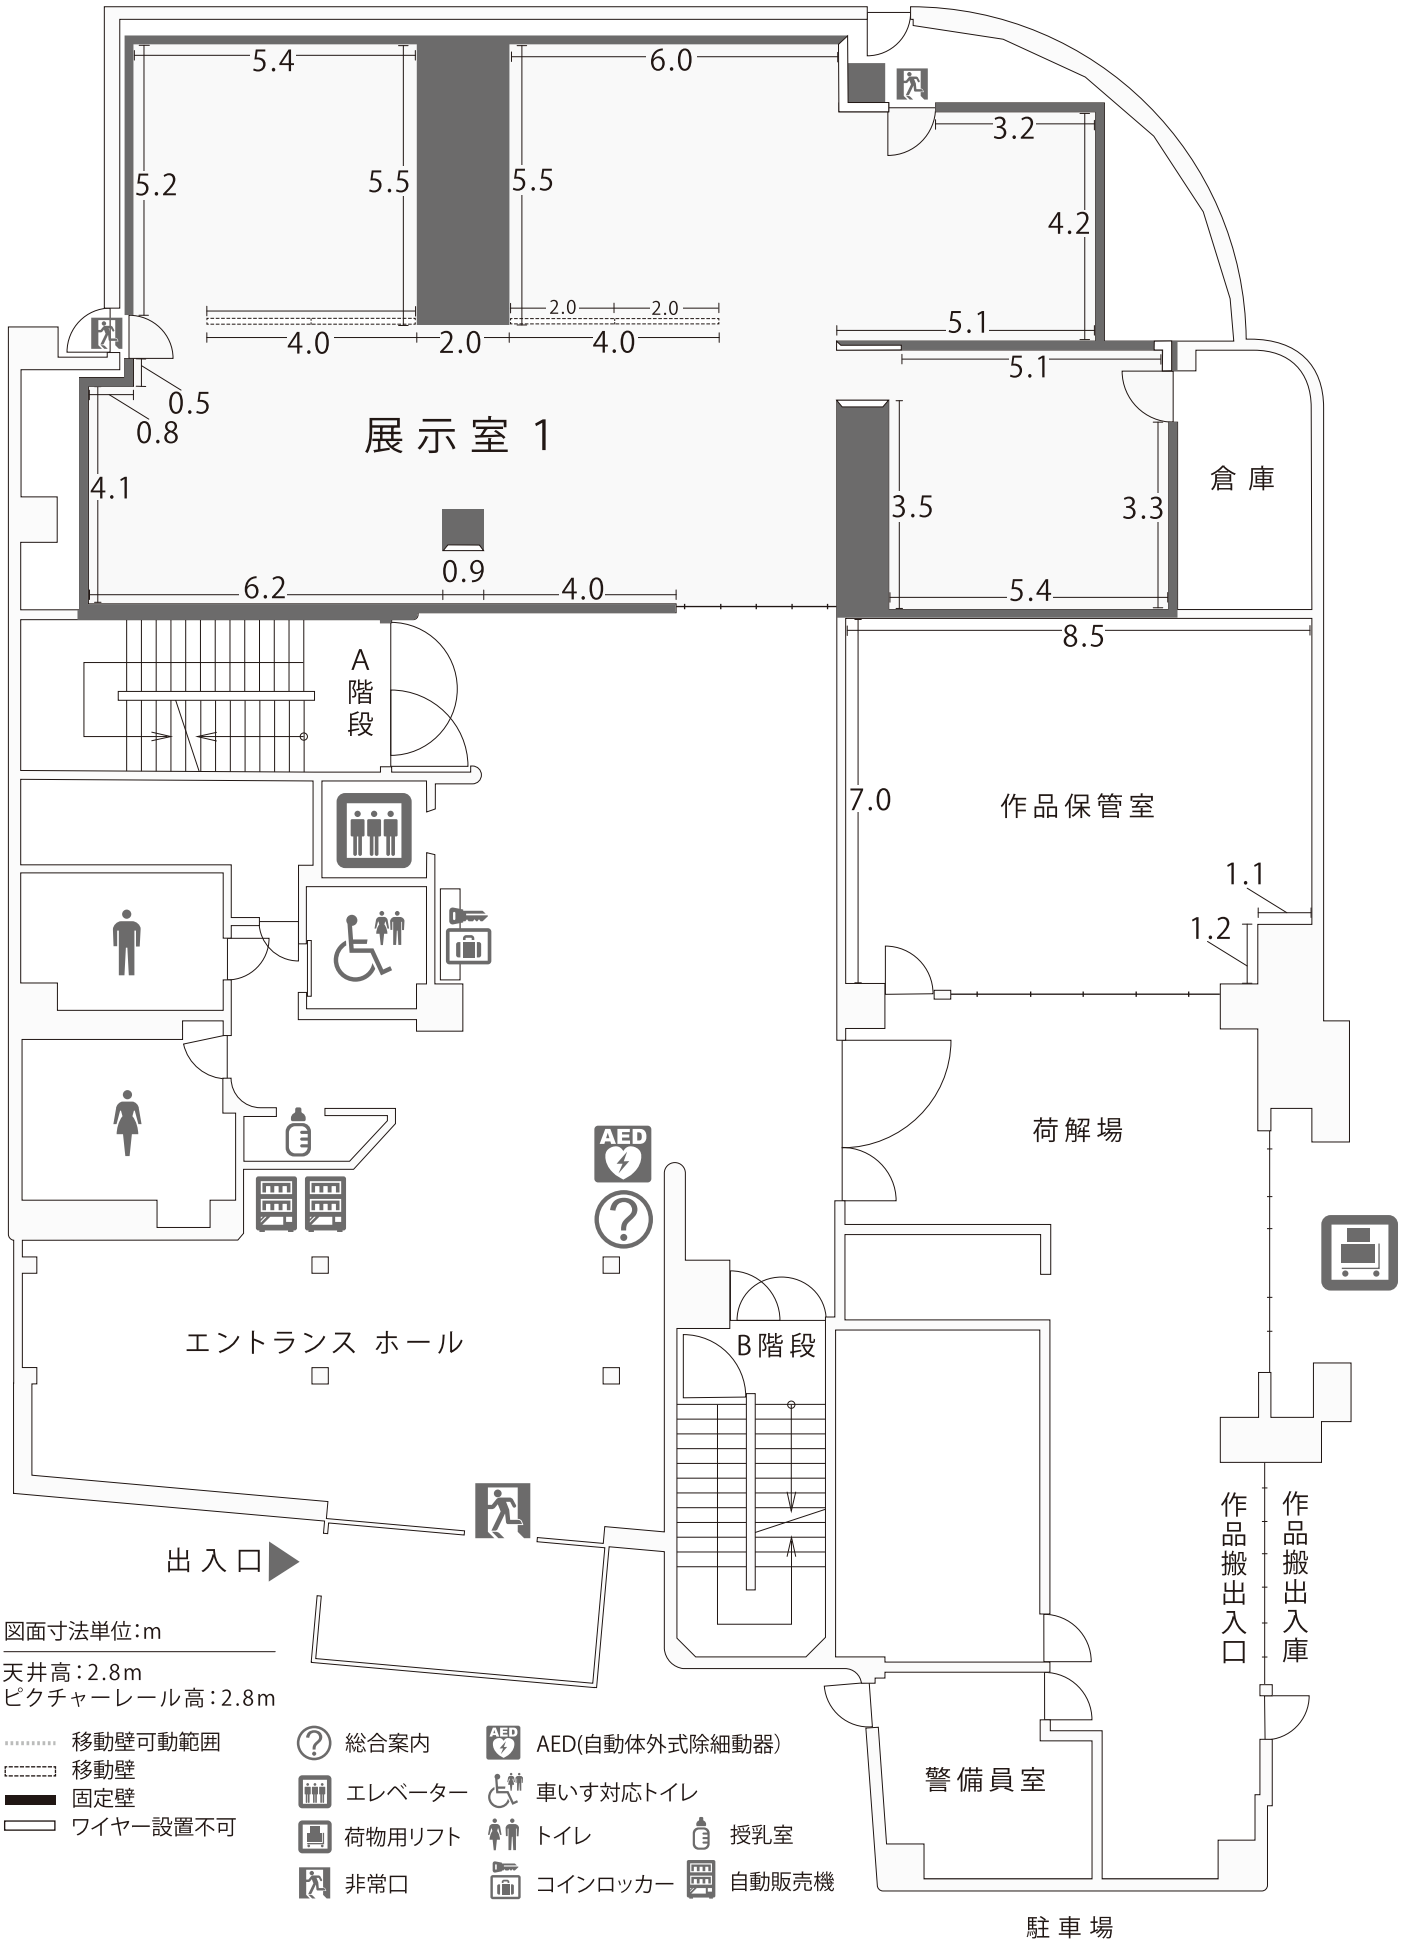 5.4
6.0
3.2
5.2
5.5
5.5
4.2
2.0
2.0
4.0
2.0
4.0
5.1
5.1
0.5
0.8
展示室 1
4.1
3.5
3.3
倉庫
0.9
6.2
4.0
5.4
8.5
A階段
7.0
作品保管室
1.1
1.2
荷解場
AED
?
エントランス ホール
B階段
作品搬出入口
作品搬出入庫
出入口
図面寸法単位:m
天井高:2.8m
ピクチャーレール高:2.8m
移動壁可動範囲
移動壁
固定壁
ワイヤー設置不可
? 総合案内
エレベーター
荷物用リフト
非常口
AED AED(自動体外式除細動器)
車いす対応トイレ
トイレ
コインロッカー
授乳室
自動販売機
警備員室
駐車場